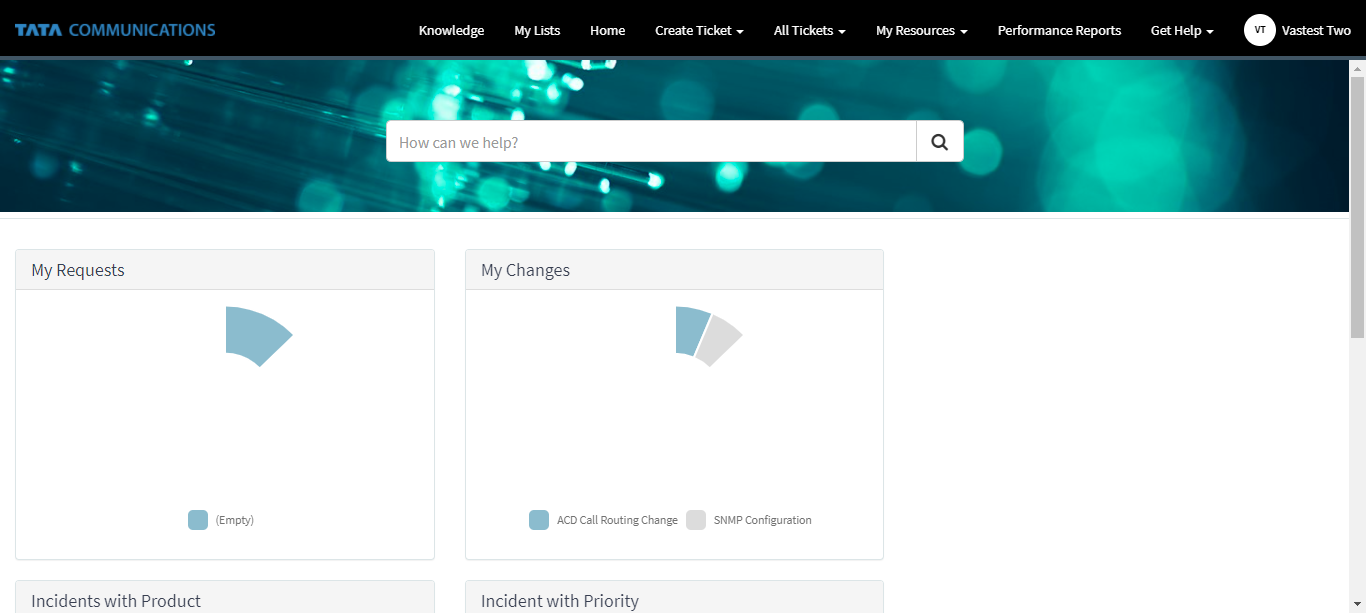 TATA COMMUNICATIONS
Knowledge My Lists Home Create Ticket All Tickets My Resources Performance Reports Get Help VT Vastest Two
How can we help?
My Requests
(Empty)
My Changes
ACD Call Routing Change SNMP Configuration
Incidents with Product
Incident with Priority